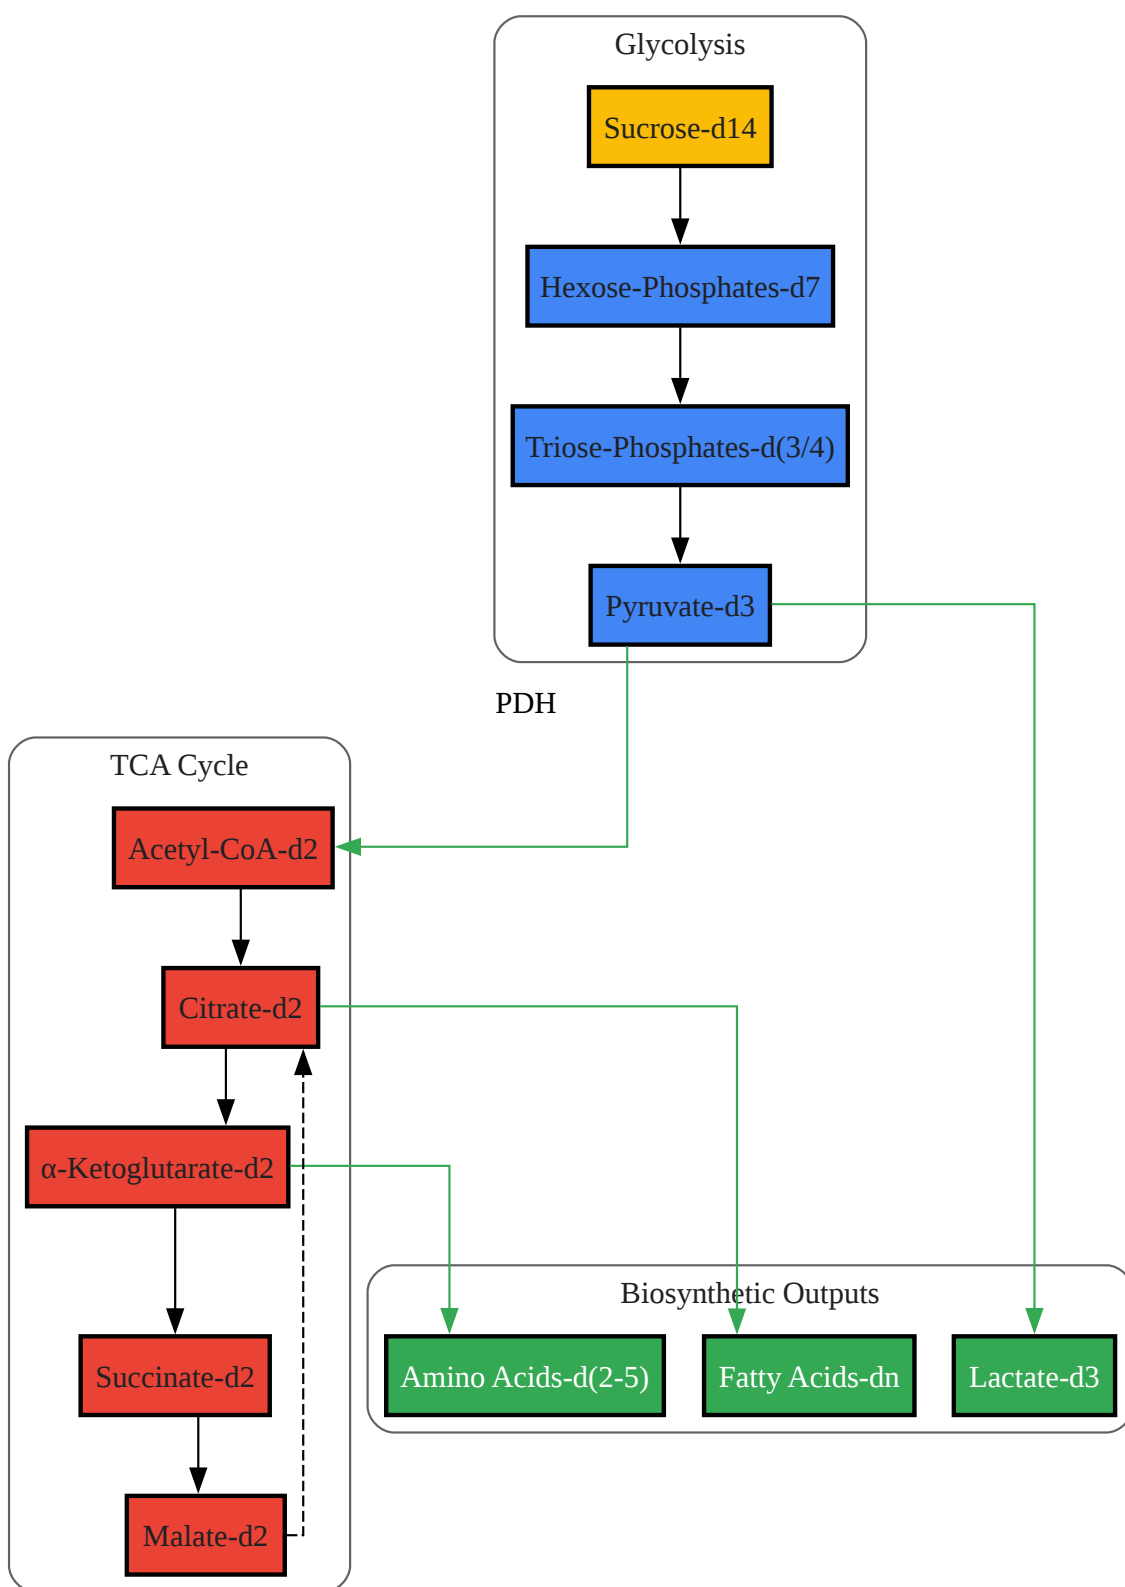 Glycolysis
Sucrose-d14
Hexose-Phosphates-d7
Triose-Phosphates-d(3/4)
Pyruvate-d3
PDH
TCA Cycle
Acetyl-CoA-d2
Citrate-d2
α-Ketoglutarate-d2
Succinate-d2
Malate-d2
Biosynthetic Outputs
Amino Acids-d(2-5)
Fatty Acids-dn
Lactate-d3